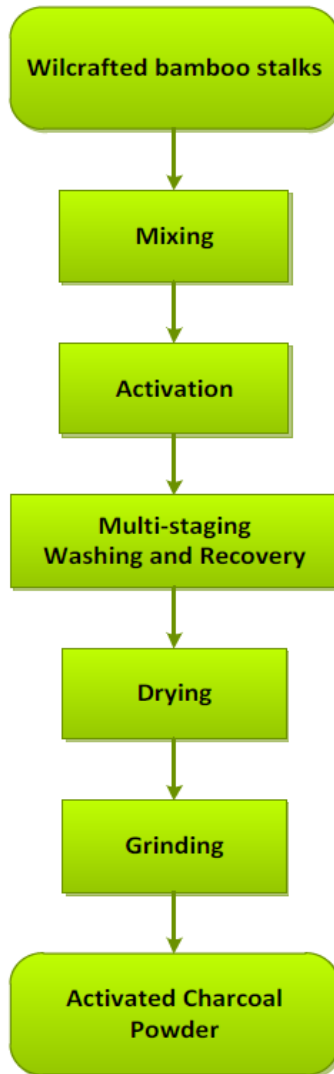 Wilcrafted bamboo stalks
Mixing
Activation
Multi-staging
Washing and Recovery
Drying
Grinding
Activated Charcoal
Powder